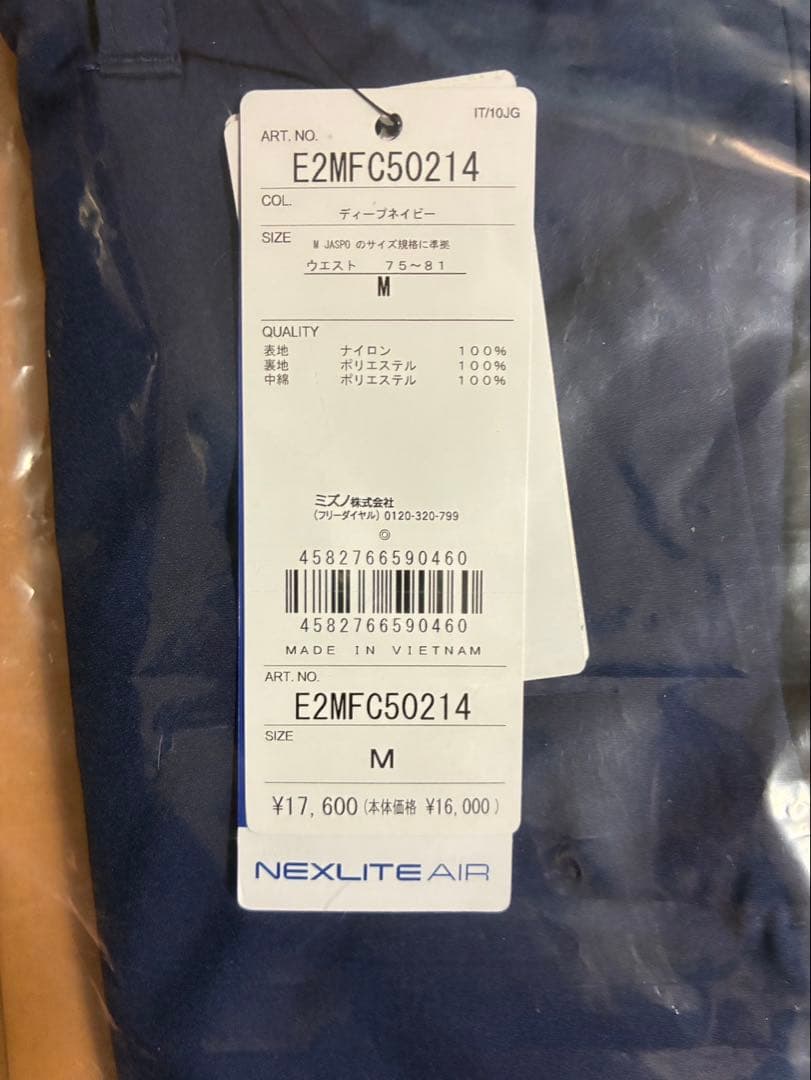 IT/10JG
ART. NO.
E2MFC50214
COL.
ディープネイビー
SIZE
M JASPO のサイズ規格に準拠
ウエスト ７５～８１
M
QUALITY
表地 ナイロン １００％
裏地 ポリエステル １００％
中綿 ポリエステル １００％
ミズノ株式会社
(フリーダイヤル) 0120-320-799
◎
4582766590460
4582766590460
MADE IN VIETNAM
ART. NO.
E2MFC50214
SIZE
M
¥17,600 (本体価格 ¥16,000)
NEXLITE AIR